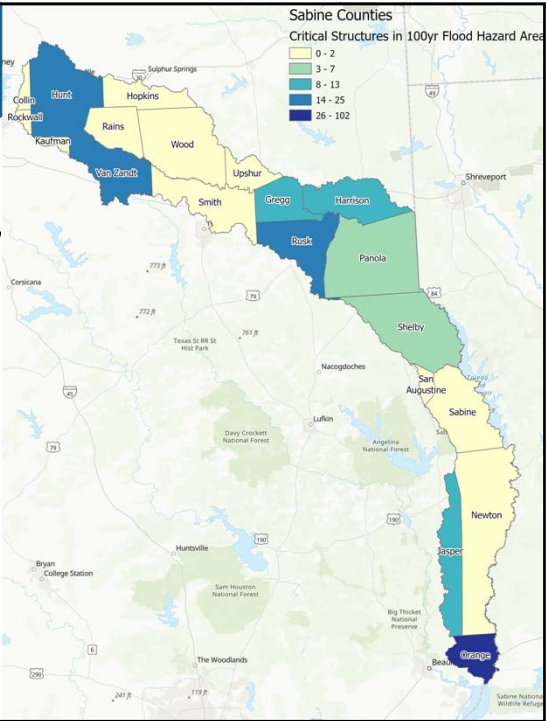 Sabine Counties
Critical Structures in 100yr Flood Hazard Area
0 - 2
3 - 7
8 - 13
14 - 25
26 - 102
Sulphur Springs
30
49
Hunt
Hopkins
Collin
Rockwall
Rains
Kaufman
Wood
Van Zandt
Upshur
Shreveport
Smith
Gregg
Harrison
Rusk
Panola
773 ft
Corsicana
79
84
772 ft
761 ft
Shelby
Texas St RR St
Hist Park
Nacogdoches
San
Augustine
Sabine
45
Lufkin
Davy Crockett
National Forest
Angelina
National Forest
79
Newton
190
190
Jasper
Huntsville
Bryan
College Station
Sam Houston
National Forest
Big Thicket
National
Preserve
6
Orange
The Woodlands
290
241 ft
119 ft
Sabine National
Wildlife Refuge